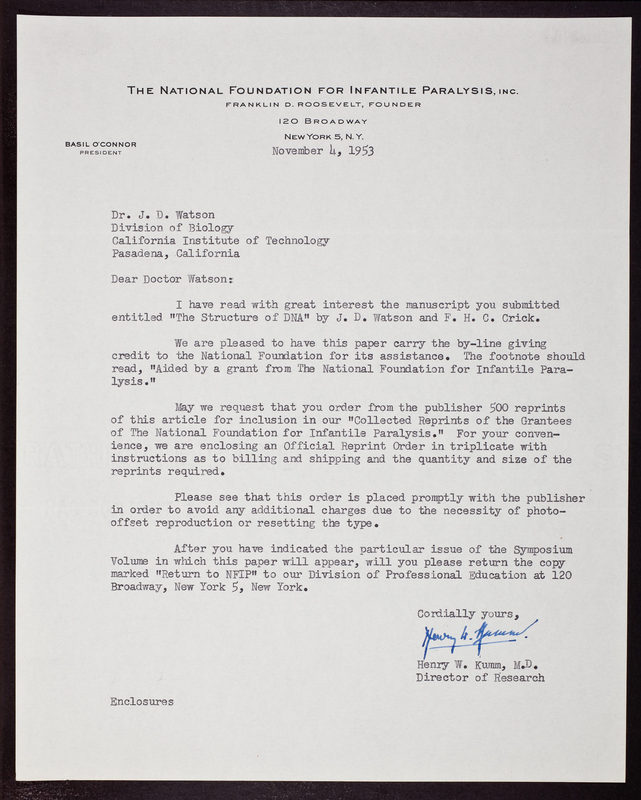 THE NATIONAL FOUNDATION FOR INFANTILE PARALYSIS, INC.
FRANKLIN D. ROOSEVELT, FOUNDER
120 BROADWAY
NEW YORK 5, N. Y.
BASIL O'CONNOR
PRESIDENT
November 4, 1953
Dr. J. D. Watson
Division of Biology
California Institute of Technology
Pasadena, California
Dear Doctor Watson:
I have read with great interest the manuscript you submitted
entitled "The Structure of DNA" by J. D. Watson and F. H. C. Crick.
We are pleased to have this paper carry the by-line giving
credit to the National Foundation for its assistance. The footnote should
read, "Aided by a grant from The National Foundation for Infantile Para-
lysis."
May we request that you order from the publisher 500 reprints
of this article for inclusion in our "Collected Reprints of the Grantees
of The National Foundation for Infantile Paralysis." For your conven-
ience, we are enclosing an Official Reprint Order in triplicate with
instructions as to billing and shipping and the quantity and size of the
reprints required.
Please see that this order is placed promptly with the publisher
in order to avoid any additional charges due to the necessity of photo-
offset reproduction or resetting the type.
After you have indicated the particular issue of the Symposium
Volume in which this paper will appear, will you please return the copy
marked "Return to NFIP" to our Division of Professional Education at 120
Broadway, New York 5, New York.
Cordially yours,
Henry W. Kumm.
Henry W. Kumm, M.D.
Director of Research
Enclosures